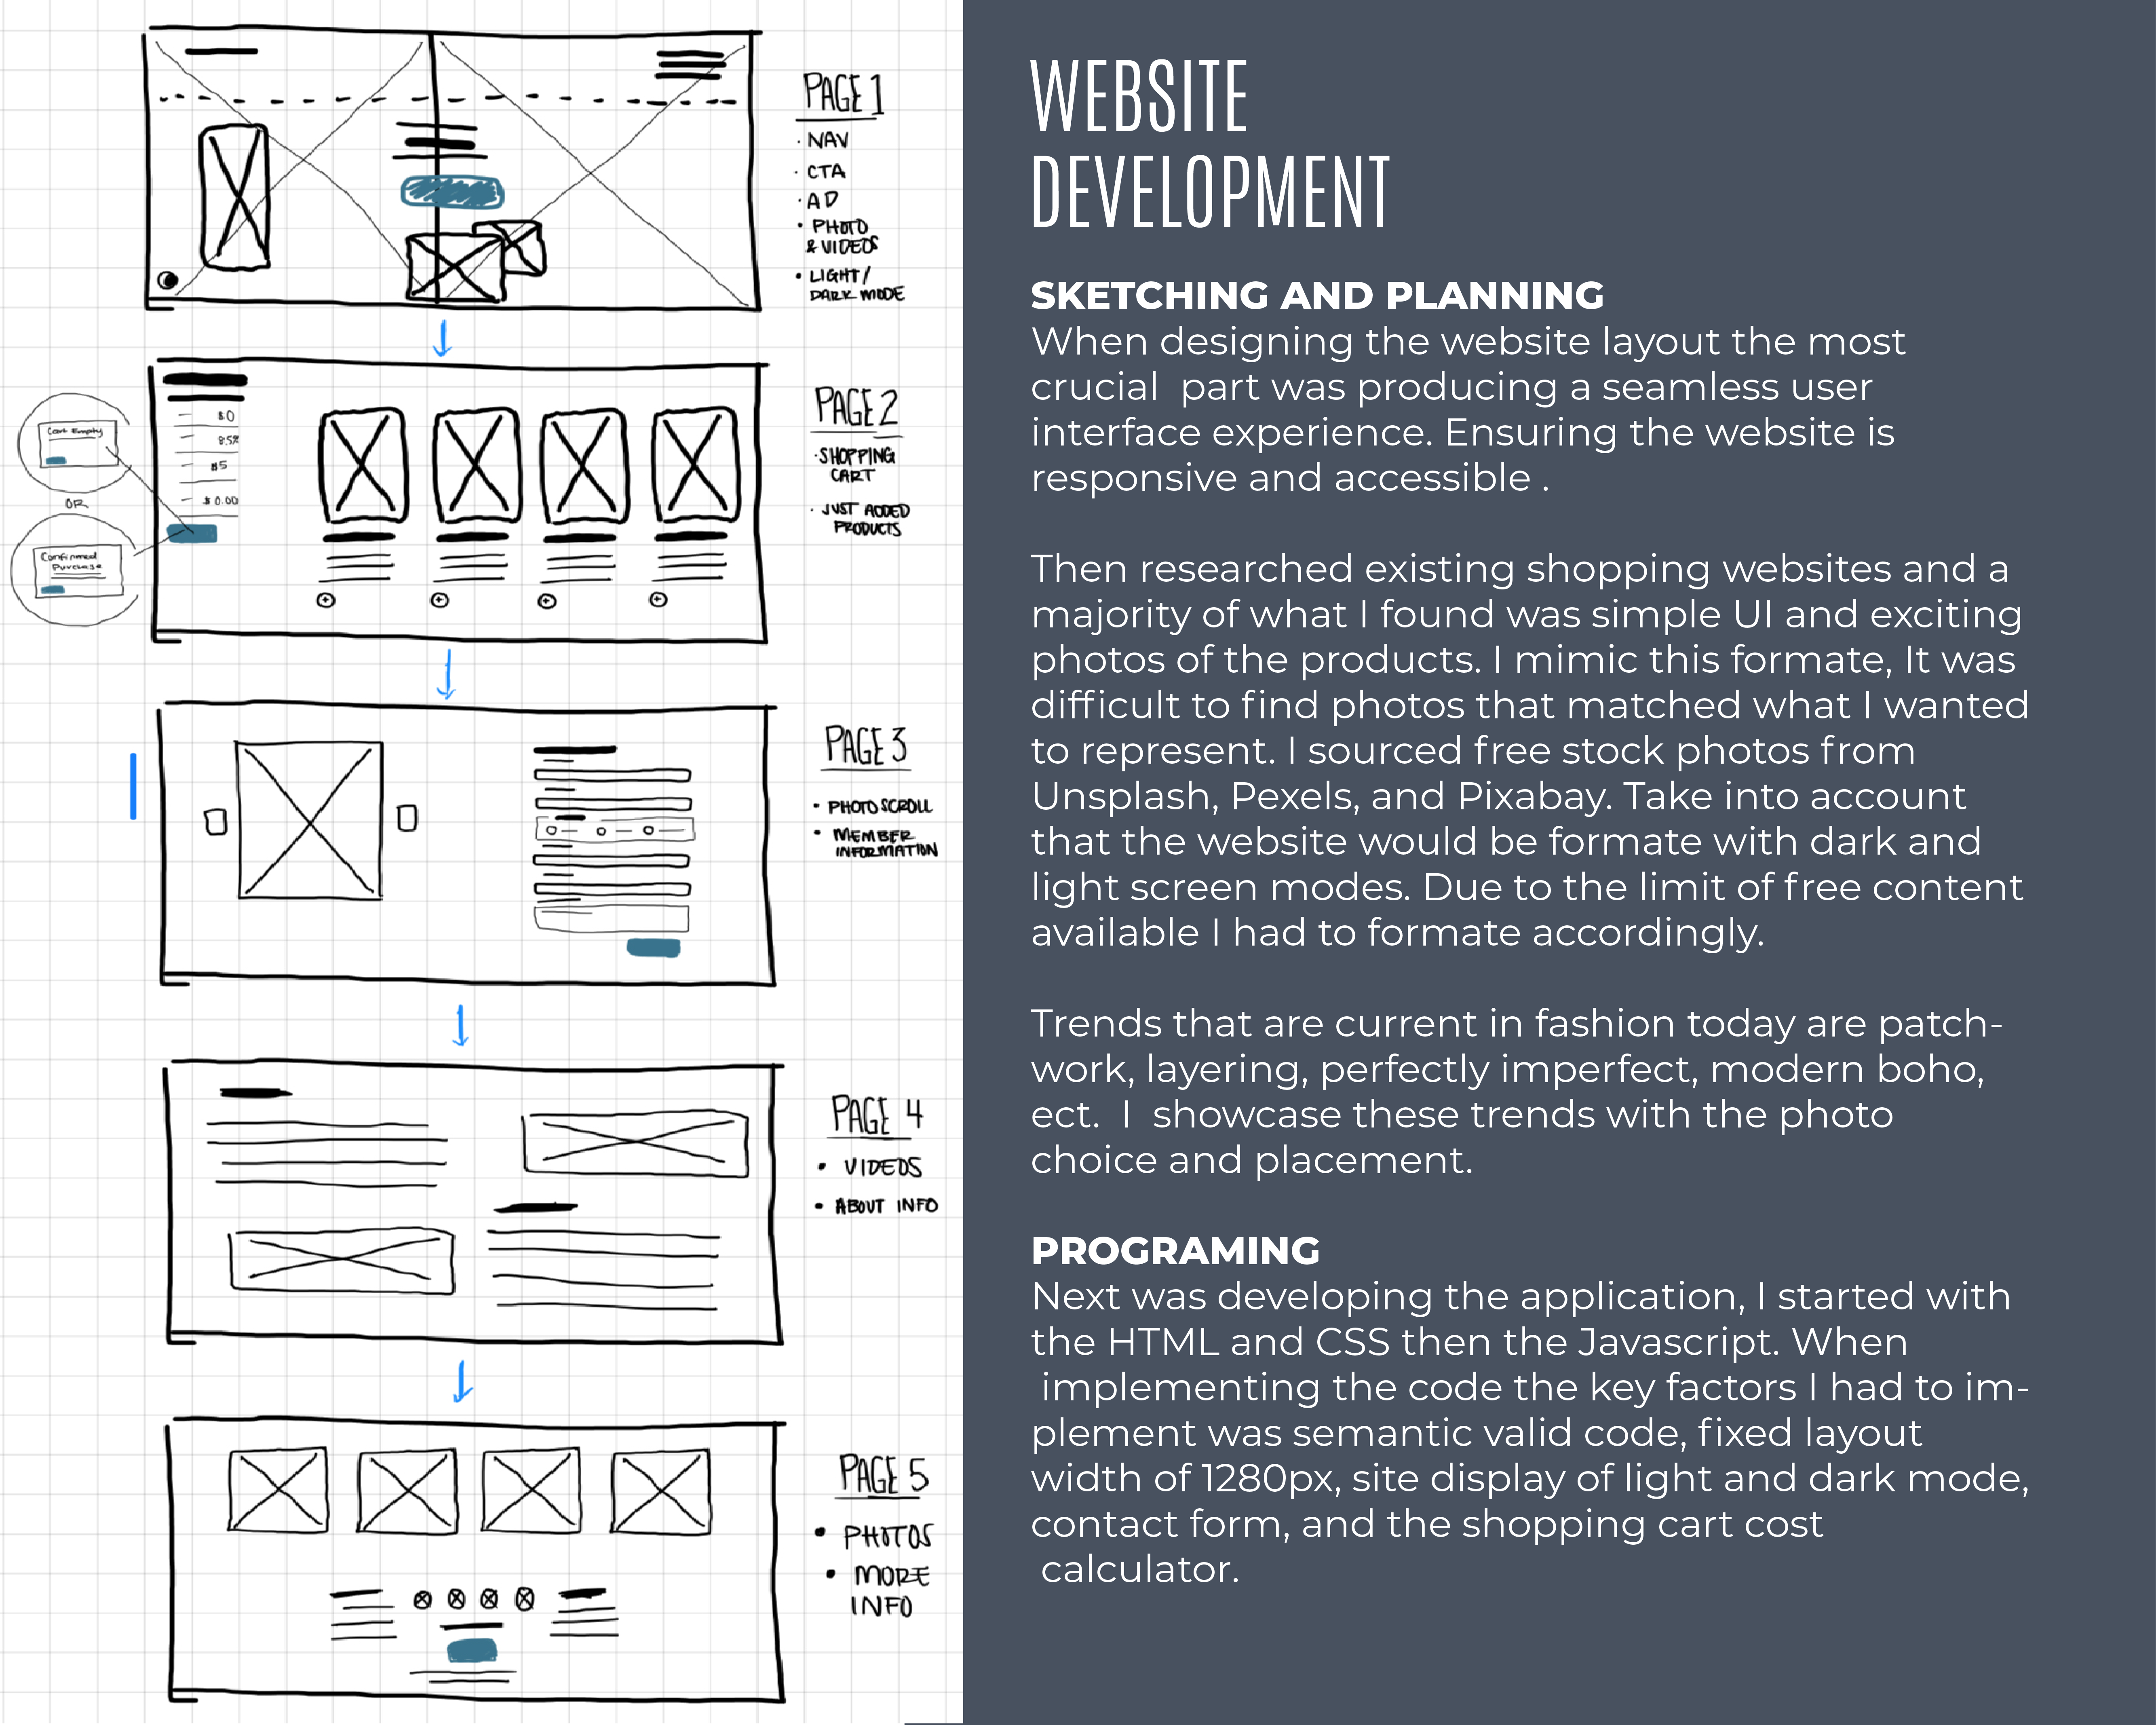 PAGE 1
· NAV
· CTA
· AD
• PHOTO
& VIDEOS
• LIGHT/
DARK MODE
$0
8.5%
$5
$0.00
Cart Empty
OR
Confirmed
Purchase
PAGE 2
· SHOPPING
CART
· JUST ADDED
PRODUCTS
PAGE 3
• PHOTO SCROLL
• MEMBER
INFORMATION
PAGE 4
• VIDEOS
• ABOUT INFO
PAGE 5
• PHOTOS
• MORE
INFO
WEBSITE
DEVELOPMENT
SKETCHING AND PLANNING
When designing the website layout the most
crucial  part was producing a seamless user
interface experience. Ensuring the website is
responsive and accessible .
Then researched existing shopping websites and a
majority of what I found was simple UI and exciting
photos of the products. I mimic this formate, It was
difficult to find photos that matched what I wanted
to represent. I sourced free stock photos from
Unsplash, Pexels, and Pixabay. Take into account
that the website would be formate with dark and
light screen modes. Due to the limit of free content
available I had to formate accordingly.
Trends that are current in fashion today are patch-
work, layering, perfectly imperfect, modern boho,
ect.  I  showcase these trends with the photo
choice and placement.
PROGRAMING
Next was developing the application, I started with
the HTML and CSS then the Javascript. When
implementing the code the key factors I had to im-
plement was semantic valid code, fixed layout
width of 1280px, site display of light and dark mode,
contact form, and the shopping cart cost
calculator.